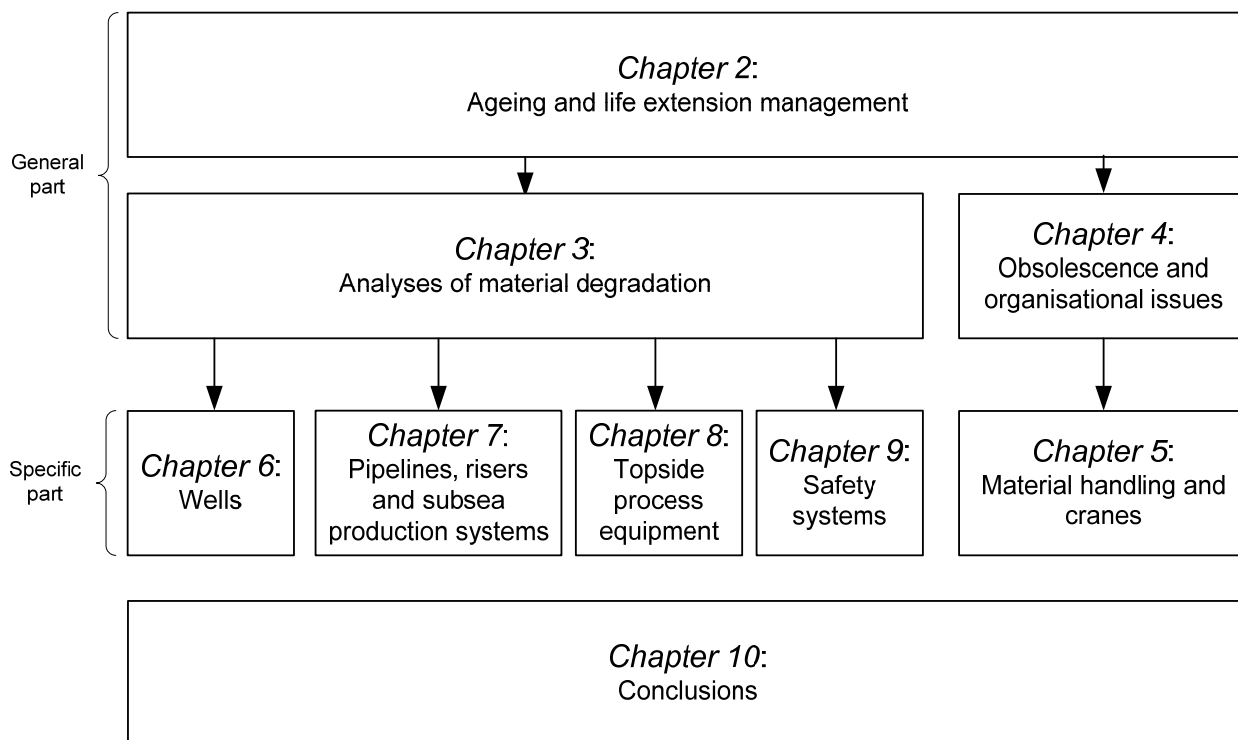 Chapter 2:
Ageing and life extension management
General
part
Chapter 3:
Analyses of material degradation
Chapter 4:
Obsolescence and
organisational issues
Specific
part
Chapter 6:
Wells
Chapter 7:
Pipelines, risers
and subsea
production systems
Chapter 8:
Topside
process
equipment
Chapter 9:
Safety
systems
Chapter 5:
Material handling and
cranes
Chapter 10:
Conclusions